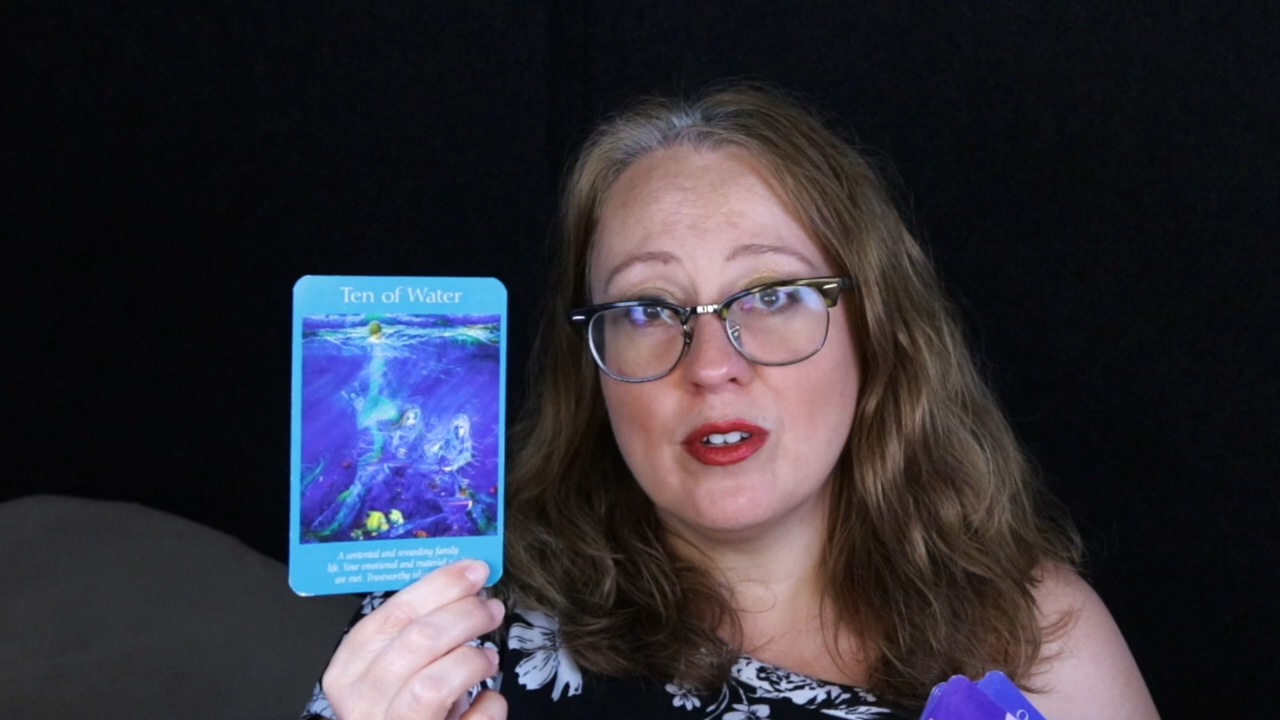 Ten of Water
A contented and rewarding family
life. Your emotional and material
are met. Trustworthy